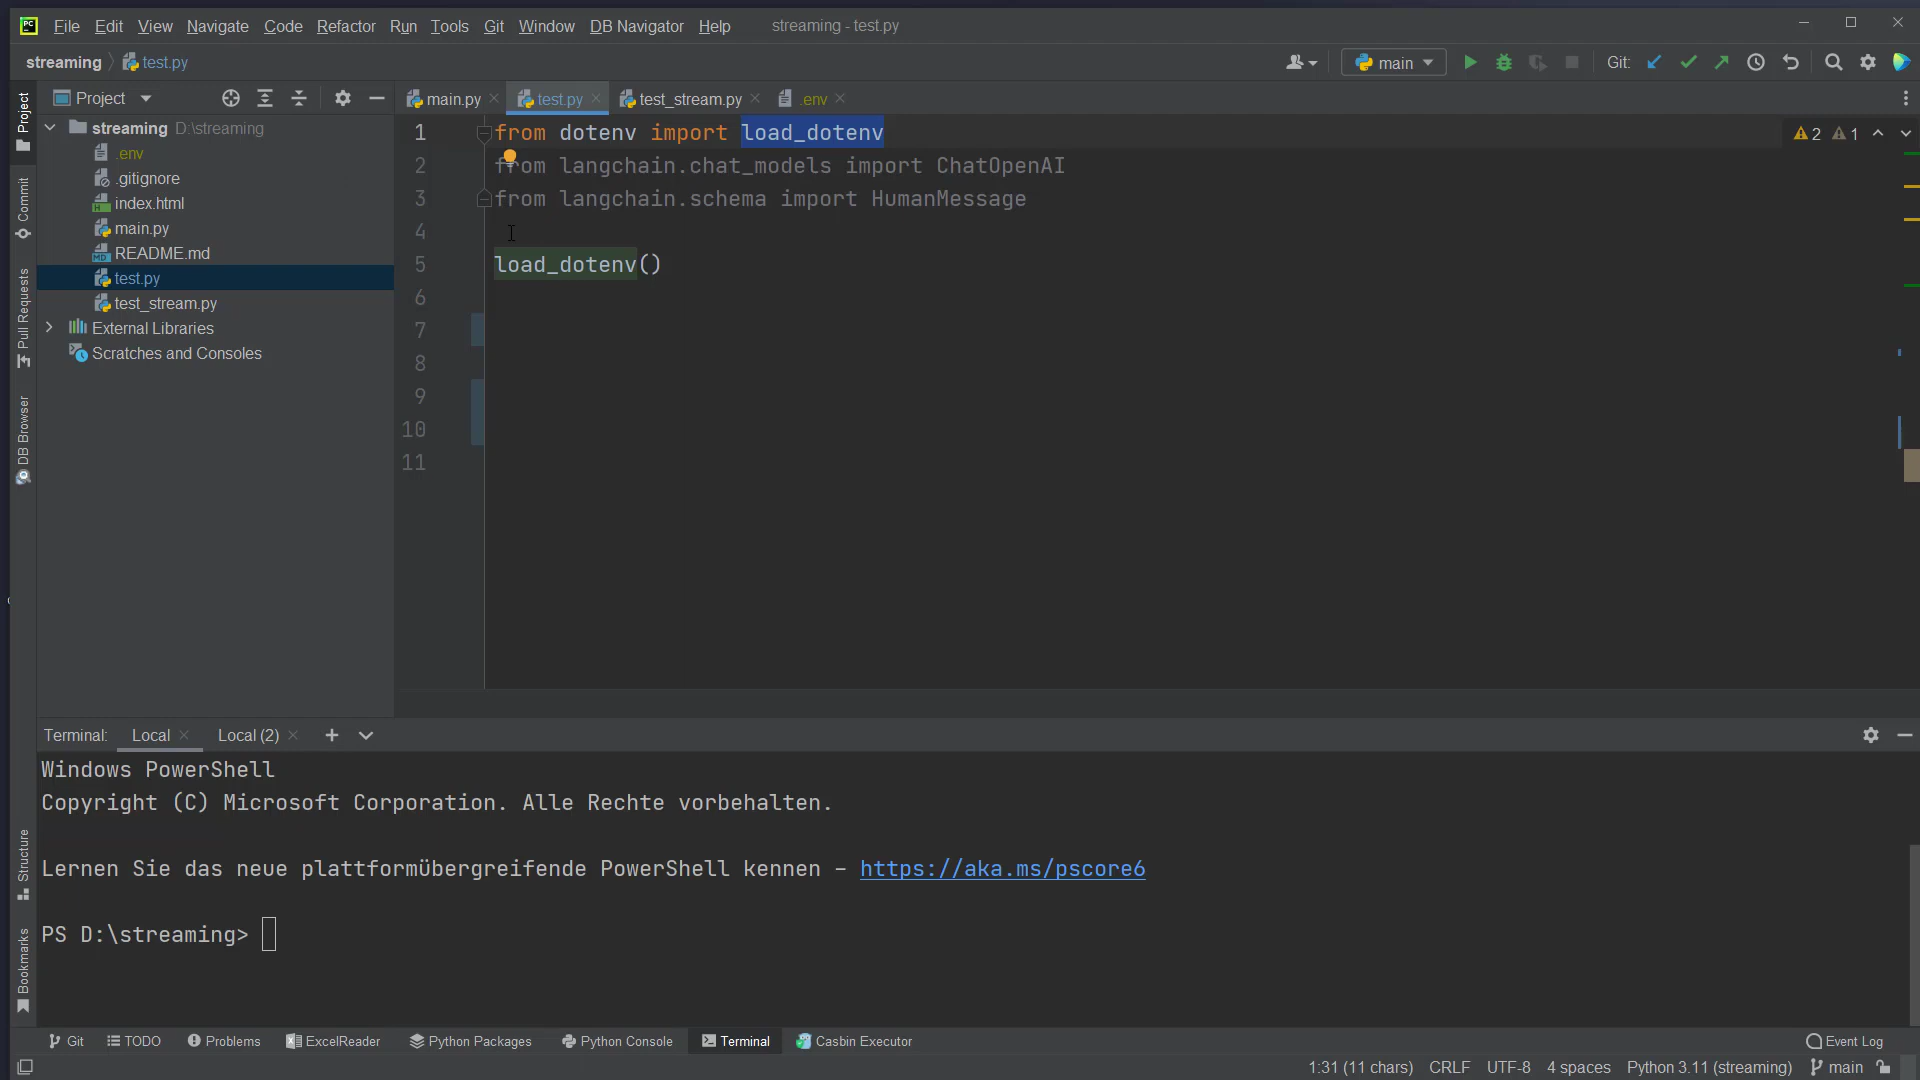 PC File Edit View Navigate Code Refactor Run Tools Git Window DB Navigator Help streaming - test.py
streaming test.py main Git:
Project main.py test.py test_stream.py .env
streaming D:\streaming
.env
.gitignore
index.html
main.py
README.md
test.py
test_stream.py
External Libraries
Scratches and Consoles
Project
Commit
Pull Requests
DB Browser
Structure
Bookmarks
1 from dotenv import load_dotenv 2 1
2 from langchain.chat_models import ChatOpenAI
3 from langchain.schema import HumanMessage
4
5 load_dotenv()
6
7
8
9
10
11
Terminal: Local Local (2)
Windows PowerShell
Copyright (C) Microsoft Corporation. Alle Rechte vorbehalten.
Lernen Sie das neue plattformübergreifende PowerShell kennen – https://aka.ms/pscore6
PS D:\streaming>
Git TODO Problems ExcelReader Python Packages Python Console Terminal Casbin Executor Event Log
1:31 (11 chars) CRLF UTF-8 4 spaces Python 3.11 (streaming) main